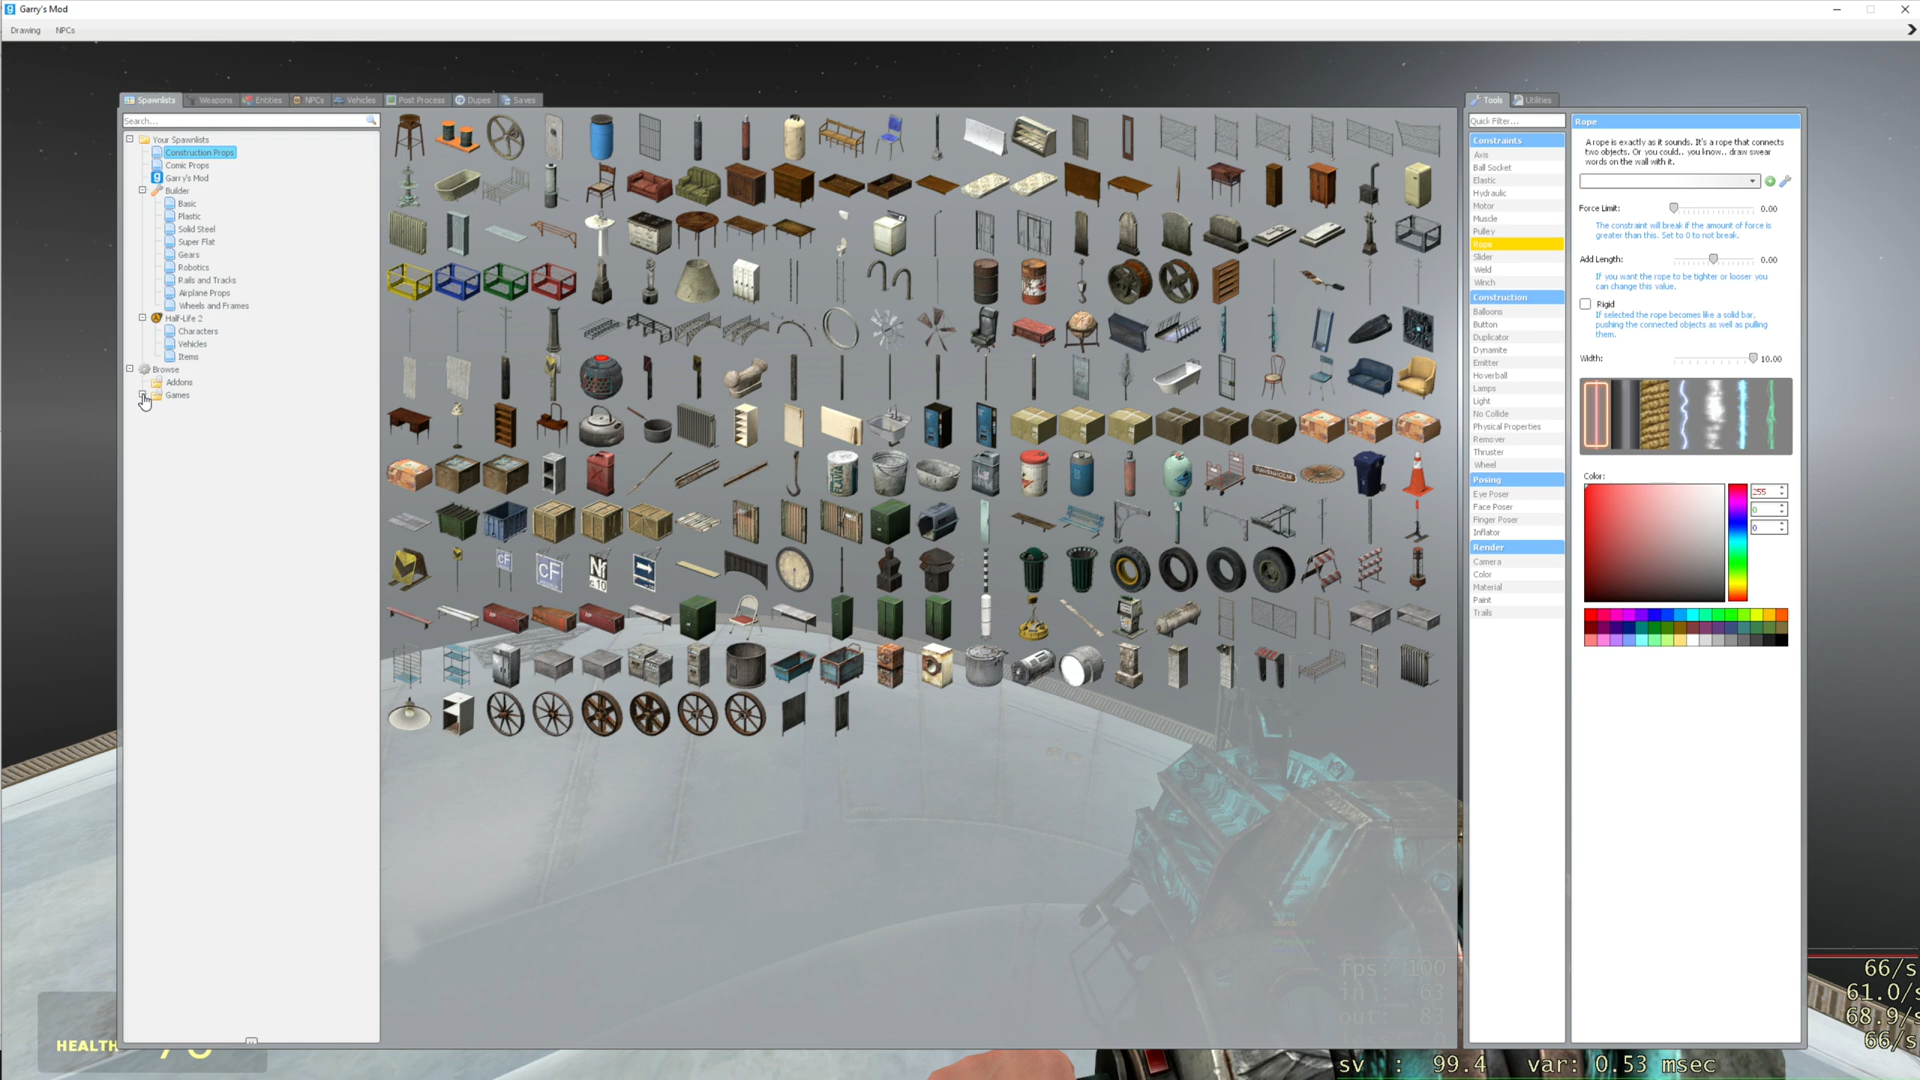 Garry's Mod
Drawing NPCs
Spawnlists Weapons Entities NPCs Vehicles Post Process Dupes Saves
Search...
Your Spawnlists
Construction Props
Comic Props
Garry's Mod
Builder
Basic
Plastic
Solid Steel
Super Flat
Gears
Robotics
Rails and Tracks
Airplane Props
Wheels and Frames
Half-Life 2
Characters
Vehicles
Items
Browse
Addons
Games
cF
cF
Tools Utilities
Quick Filter...
Constraints
Axis
Ball Socket
Elastic
Hydraulic
Motor
Muscle
Pulley
Rope
Slider
Weld
Winch
Construction
Balloons
Button
Duplicator
Dynamite
Emitter
Hoverball
Lamps
Light
No Collide
Physical Properties
Remover
Thruster
Wheel
Posing
Eye Poser
Face Poser
Finger Poser
Inflator
Render
Camera
Color
Material
Paint
Trails
Rope
A rope is exactly as it sounds. It's a rope that connects
two objects. Or you could.. you know.. draw swear
words on the wall with it.
Force Limit: 0.00
The constraint will break if the amount of force is
greater than this. Set to 0 to not break.
Add Length: 0.00
If you want the rope to be tighter or looser you
can change this value.
Rigid
If selected the rope becomes like a solid bar,
pushing the connected objects as well as pulling
them.
Width: 10.00
Color:
255
0
0
HEALTH
fps: 100
in : 63
out: 83
66/s
61.0/s
68.9/s
66/s
sv : 99.4 var: 0.53 msec